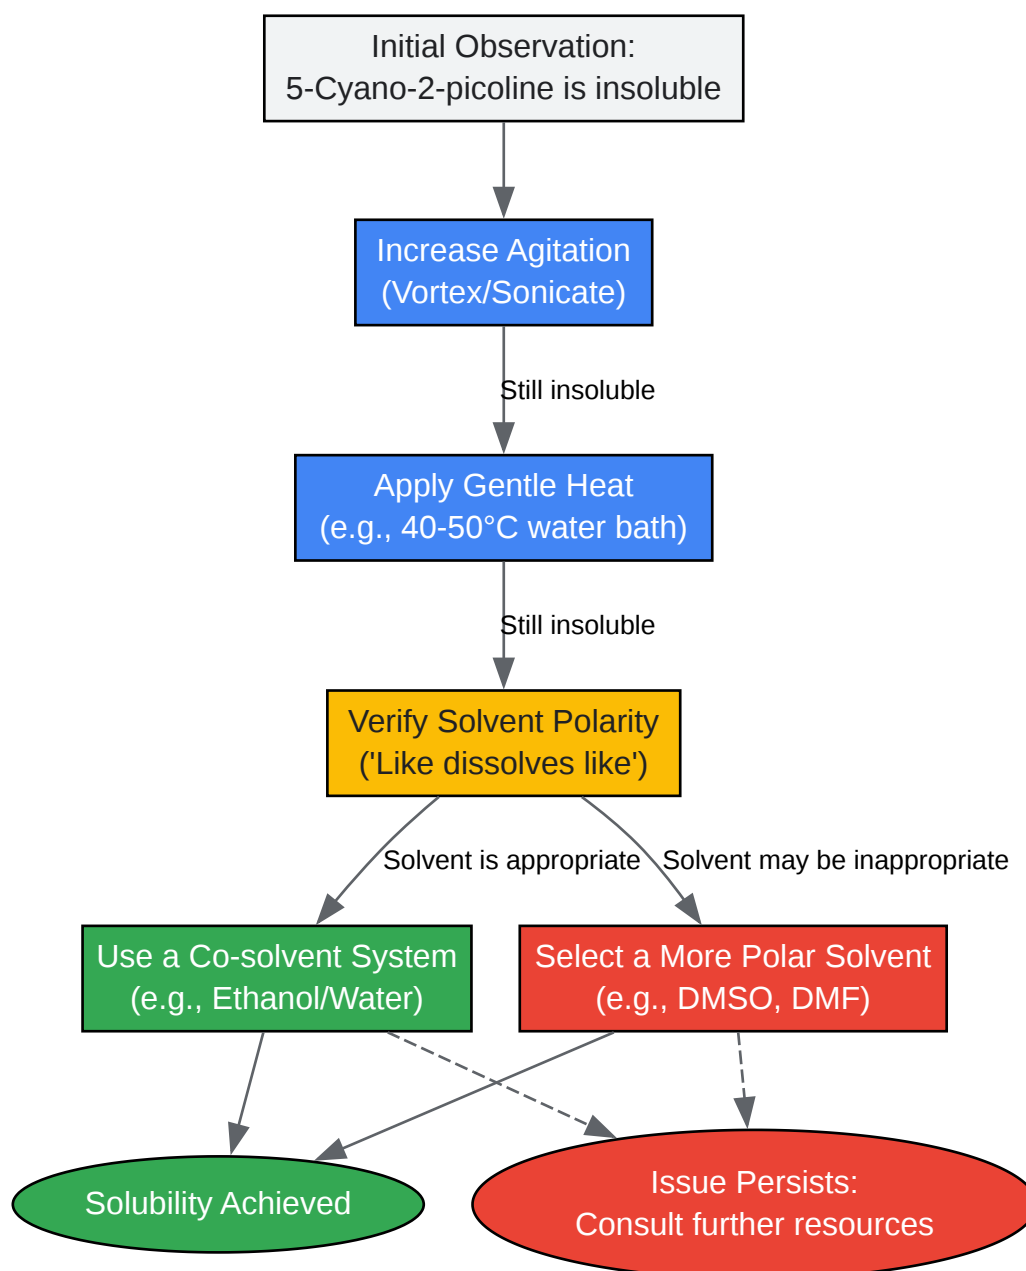 Initial Observation:
5-Cyano-2-picoline is insoluble
Increase Agitation
(Vortex/Sonicate)
Still insoluble
Apply Gentle Heat
(e.g., 40-50°C water bath)
Still insoluble
Verify Solvent Polarity
('Like dissolves like')
Solvent is appropriate
Solvent may be inappropriate
Use a Co-solvent System
(e.g., Ethanol/Water)
Select a More Polar Solvent
(e.g., DMSO, DMF)
Solubility Achieved
Issue Persists:
Consult further resources